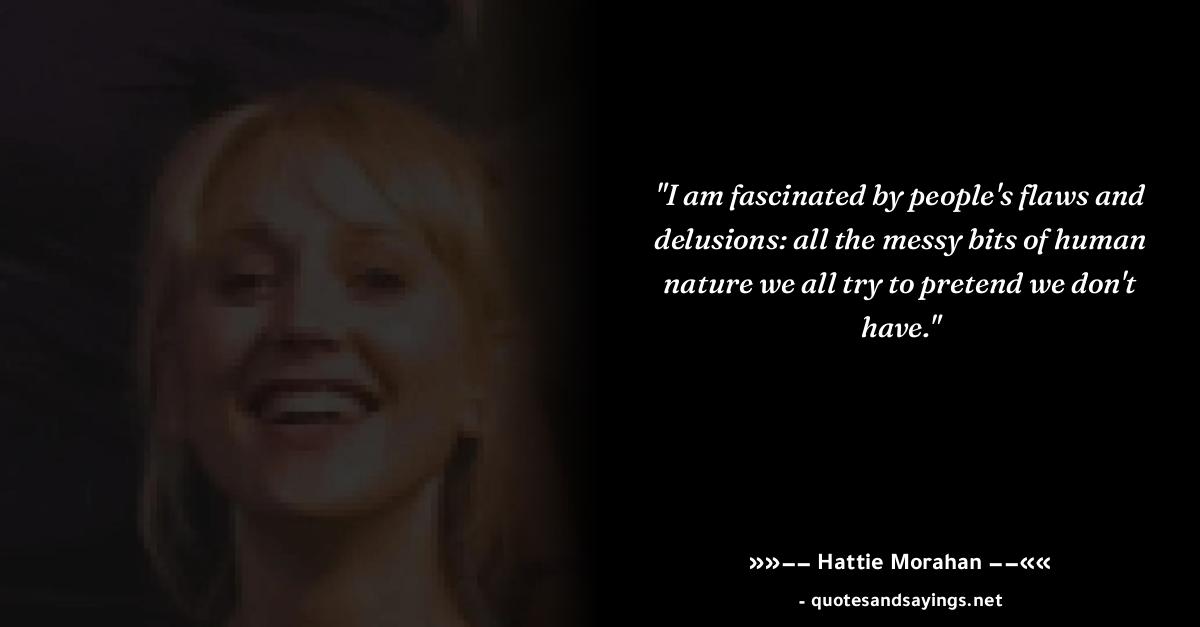 "I am fascinated by people's flaws and
delusions: all the messy bits of human
nature we all try to pretend we don't
have."
»»−− Hattie Morahan −−««
- quotesandsayings.net